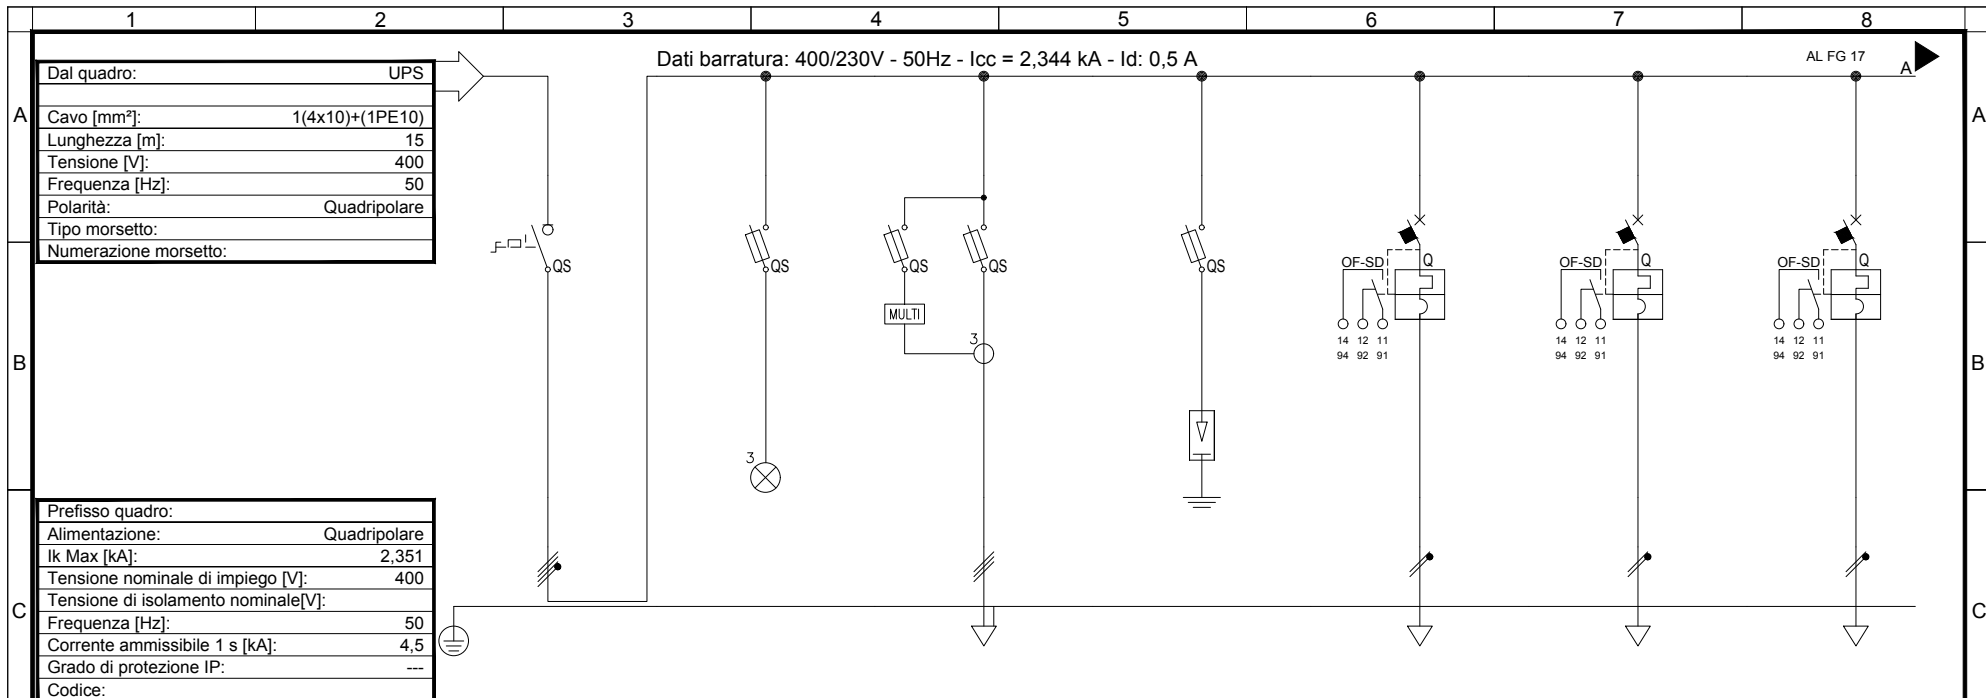 1 2 3 4 5 6 7 8
Dati barratura: 400/230V - 50Hz - Icc = 2,344 kA - Id: 0,5 A
AL FG 17
A
A
A
Dal quadro: UPS
Cavo [mm²]: 1(4x10)+(1PE10)
Lunghezza [m]: 15
Tensione [V]: 400
Frequenza [Hz]: 50
Polarità: Quadripolare
Tipo morsetto:
Numerazione morsetto:
QS
QS
QS
QS
QS
MULTI
3
3
OF-SD Q
14 12 11
94 92 91
OF-SD Q
14 12 11
94 92 91
OF-SD Q
14 12 11
94 92 91
B
B
Prefisso quadro:
Alimentazione: Quadripolare
Ik Max [kA]: 2,351
Tensione nominale di impiego [V]: 400
Tensione di isolamento nominale[V]:
Frequenza [Hz]: 50
Corrente ammissibile 1 s [kA]: 4,5
Grado di protezione IP: ---
Codice:
C
C